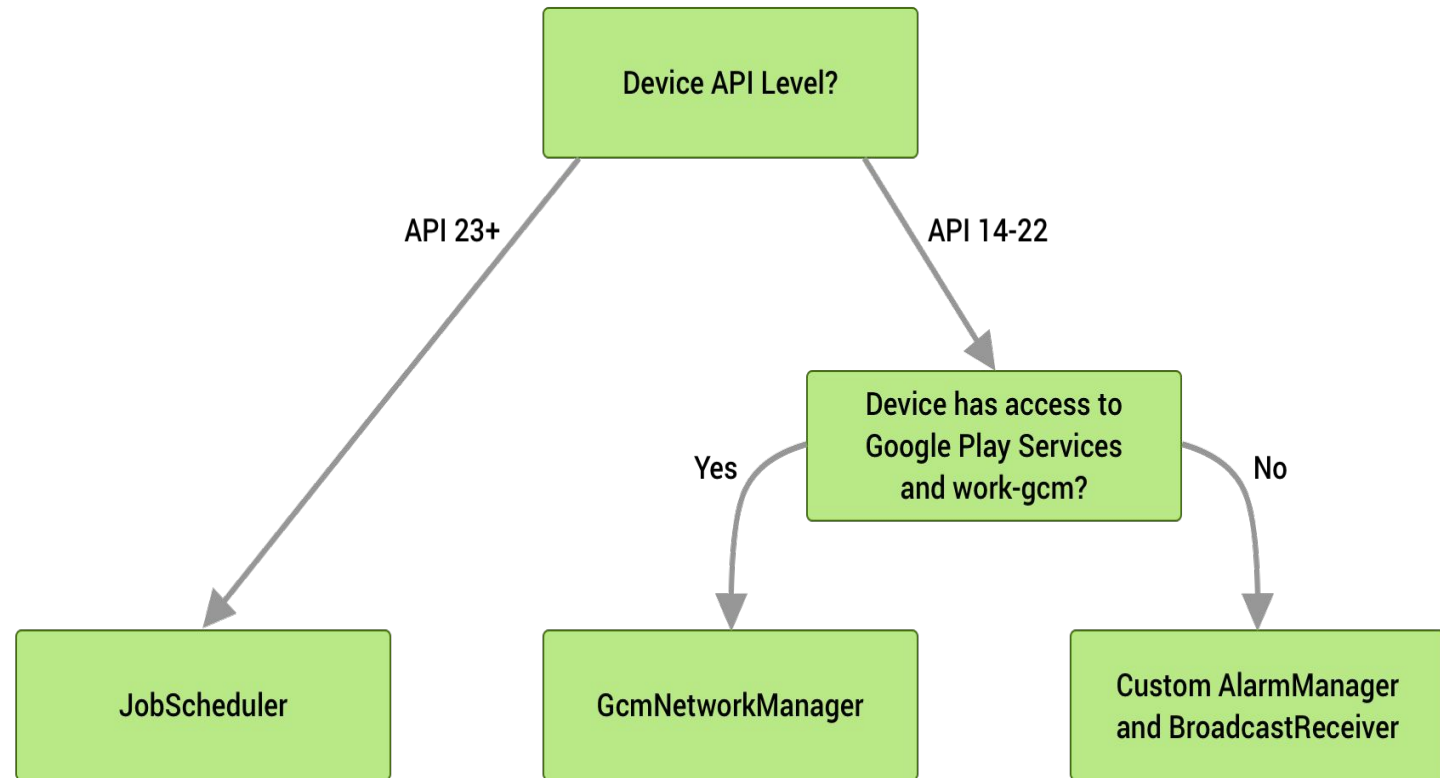 Device API Level?
API 23+
API 14-22
Device has access to
Google Play Services
and work-gcm?
Yes
No
JobScheduler
GcmNetworkManager
Custom AlarmManager
and BroadcastReceiver